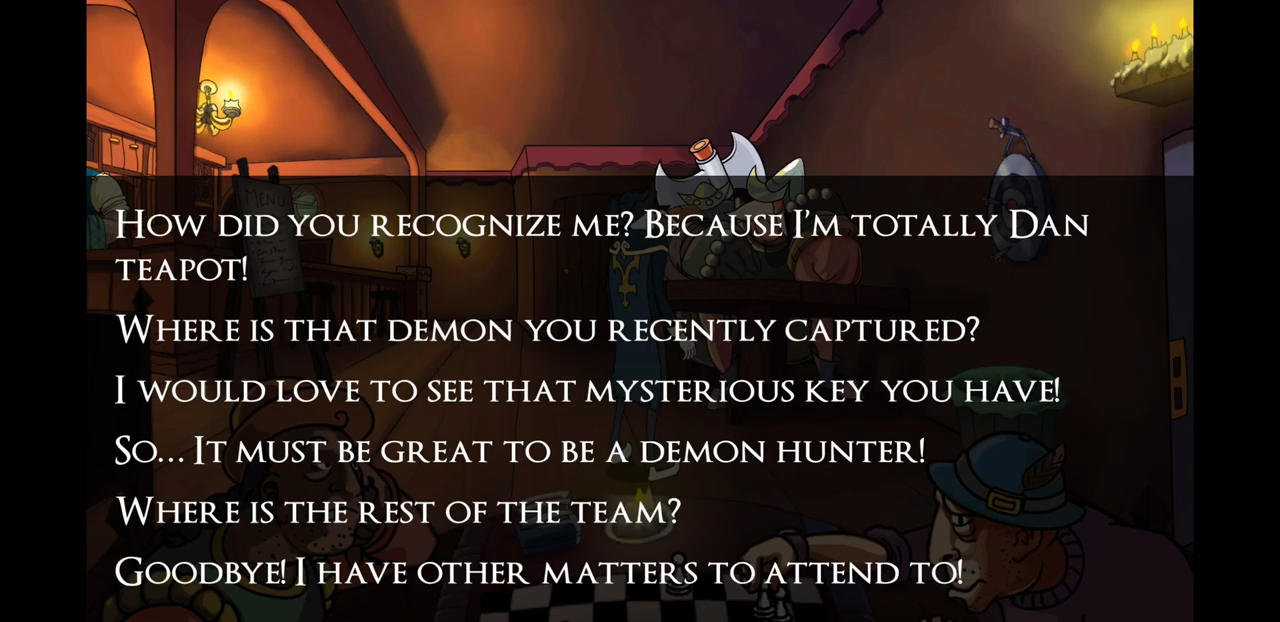 MENU
How did you recognize me? Because I'm totally Dan
teapot!
Where is that demon you recently captured?
I would love to see that mysterious key you have!
So... It must be great to be a demon hunter!
Where is the rest of the team?
Goodbye! I have other matters to attend to!